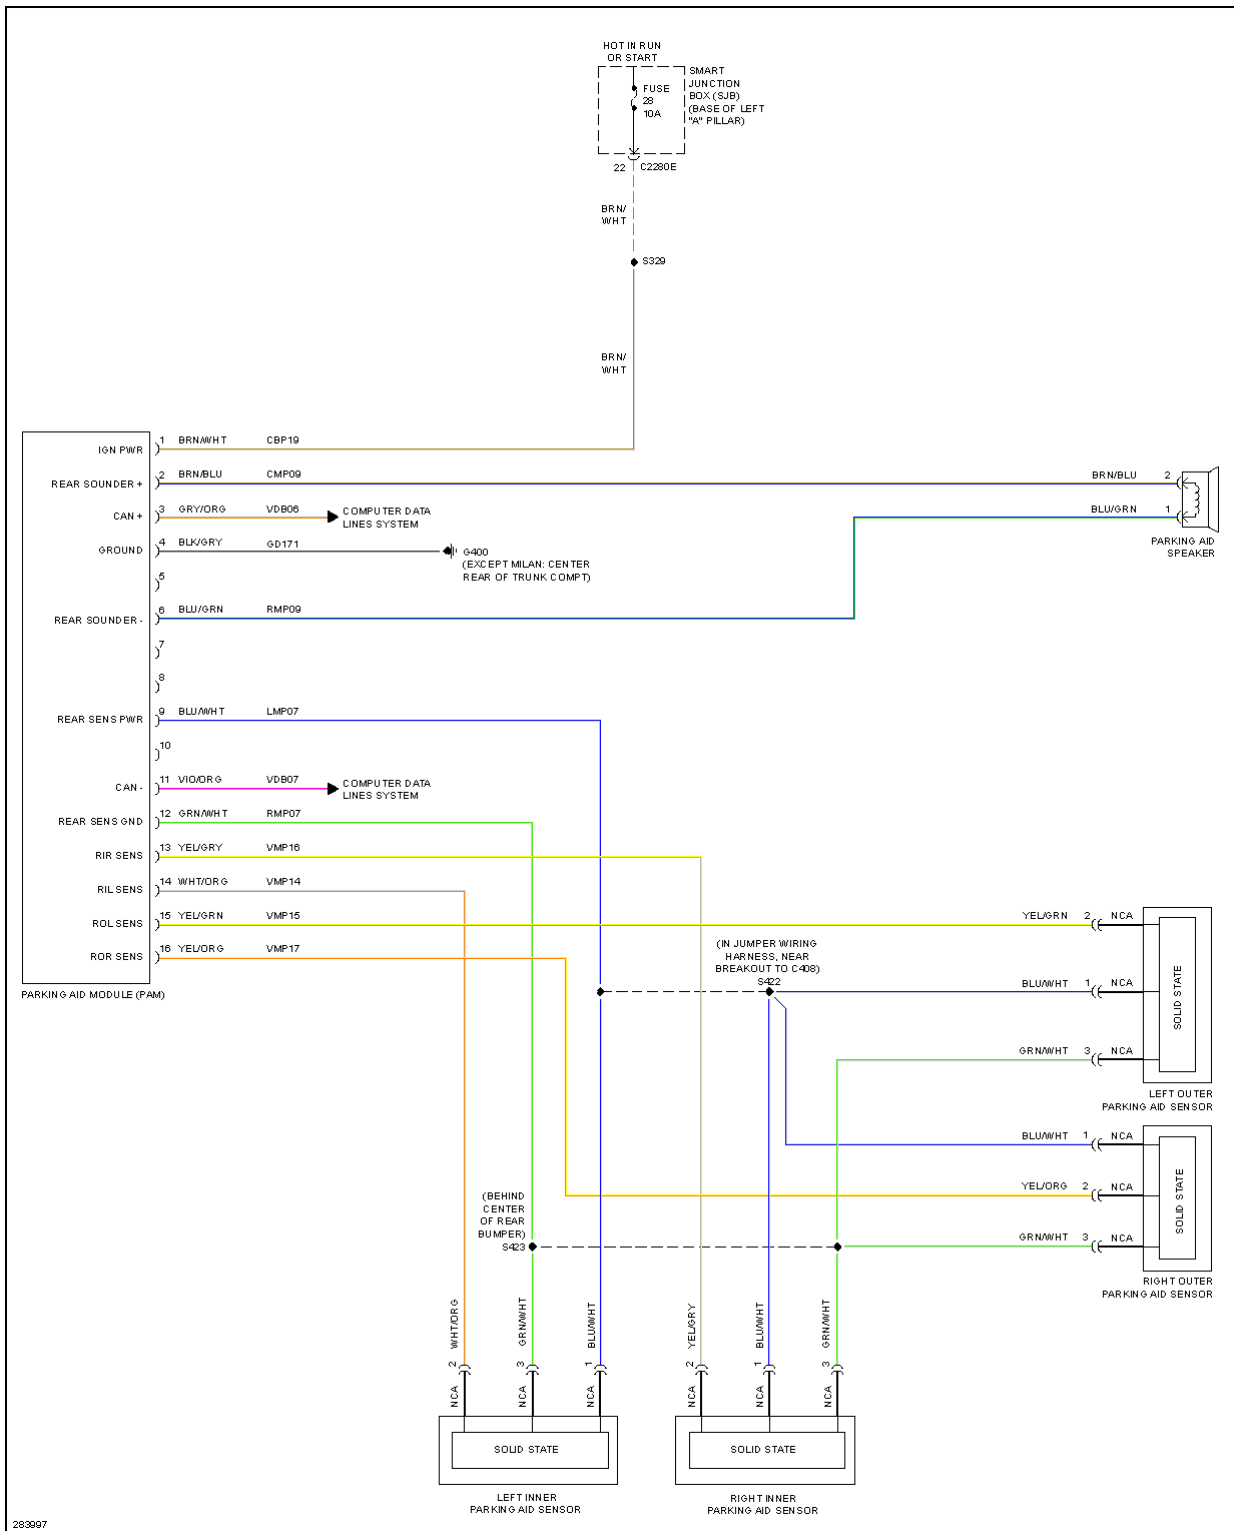 HOT IN RUN
OR START
FUSE
28
10A
SMART
JUNCTION
BOX (SJB)
(BASE OF LEFT
"A" PILLAR)
22 C2280E
BRN/
WHT
S329
BRN/
WHT
IGN PWR 1 BRN/WHT CBP19
REAR SOUNDER + 2 BRN/BLU CMP09
BRN/BLU 2
CAN + 3 GRY/ORG VDB06
COMPUTER DATA
LINES SYSTEM
BLU/GRN 1
PARKING AID
SPEAKER
GROUND 4 BLK/GRY GD171
G400
(EXCEPT MILAN: CENTER
REAR OF TRUNK COMPT)
5
REAR SOUNDER - 6 BLU/GRN RMP09
7
8
REAR SENS PWR 9 BLU/WHT LMP07
10
CAN - 11 VIO/ORG VDB07
COMPUTER DATA
LINES SYSTEM
REAR SENS GND 12 GRN/WHT RMP07
RIR SENS 13 YEL/GRY VMP16
RIL SENS 14 WHT/ORG VMP14
ROL SENS 15 YEL/GRN VMP15
ROR SENS 16 YEL/ORG VMP17
PARKING AID MODULE (PAM)
(IN JUMPER WIRING
HARNESS, NEAR
BREAKOUT TO C408)
S422
YEL/GRN 2 NCA
BLU/WHT 1 NCA
GRN/WHT 3 NCA
SOLID STATE
LEFT OUTER
PARKING AID SENSOR
BLU/WHT 1 NCA
YEL/ORG 2 NCA
GRN/WHT 3 NCA
SOLID STATE
RIGHT OUTER
PARKING AID SENSOR
(BEHIND
CENTER
OF REAR
BUMPER)
S423
WHT/ORG
GRN/WHT
BLU/WHT
YEL/GRY
BLU/WHT
GRN/WHT
2 3 1 2 1 3
NCA NCA NCA NCA NCA NCA
SOLID STATE
LEFT INNER
PARKING AID SENSOR
SOLID STATE
RIGHT INNER
PARKING AID SENSOR
283997